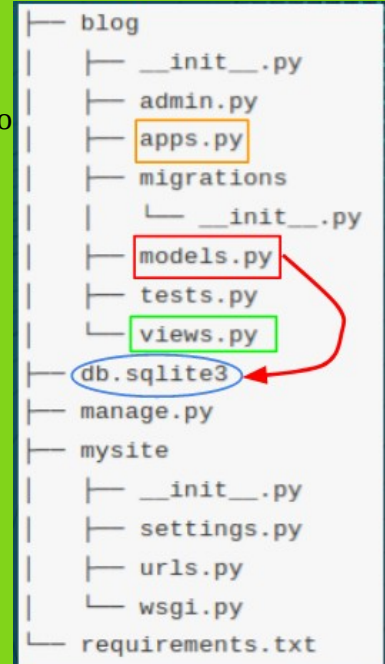 ├── blog
│   ├── __init__.py
│   ├── admin.py
│   ├── apps.py
│   ├── migrations
│   │   └── __init__.py
│   ├── models.py
│   ├── tests.py
│   └── views.py
├── db.sqlite3
├── manage.py
├── mysite
│   ├── __init__.py
│   ├── settings.py
│   ├── urls.py
│   └── wsgi.py
└── requirements.txt